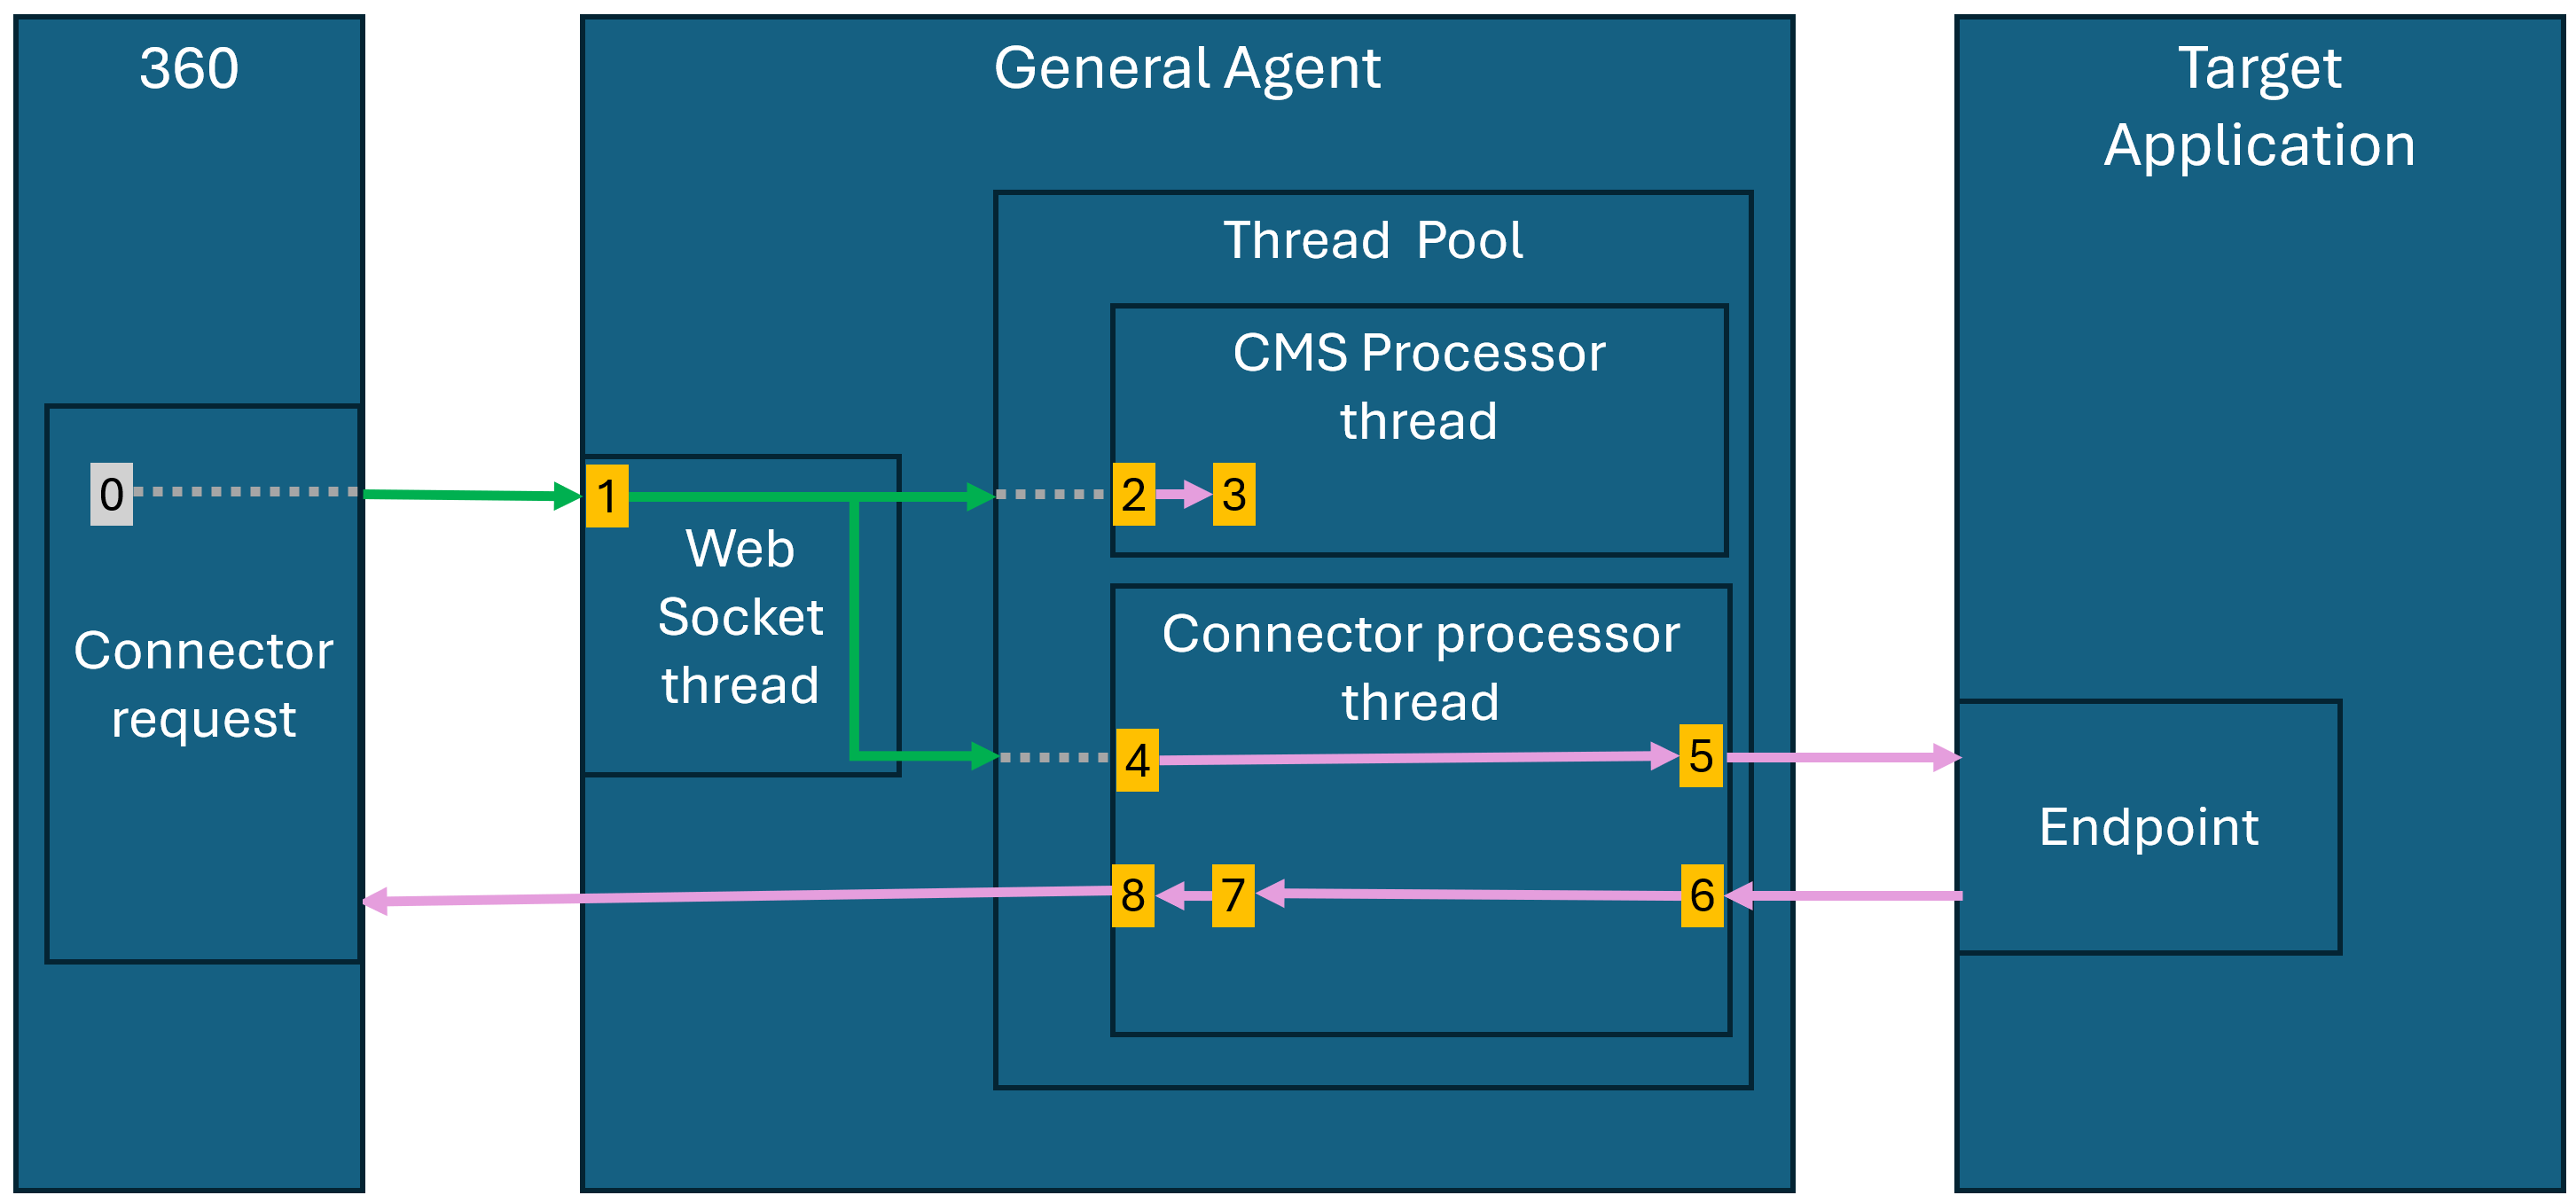 360
General Agent
Target
Application
Thread Pool
CMS Processor
thread
0
1
2
3
Web
Socket
thread
Connector
request
Connector processor
thread
4
5
Endpoint
8
7
6